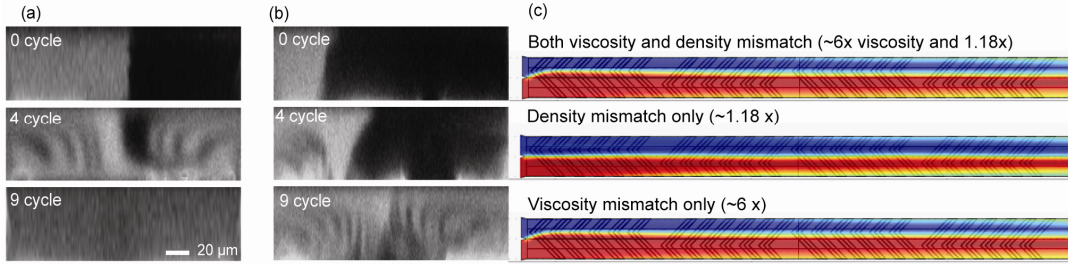 (a)
0 cycle
4 cycle
9 cycle
20 μm
(b)
0 cycle
4 cycle
9 cycle
(c)
Both viscosity and density mismatch (~6x viscosity and 1.18x)
Density mismatch only (~1.18 x)
Viscosity mismatch only (~6 x)